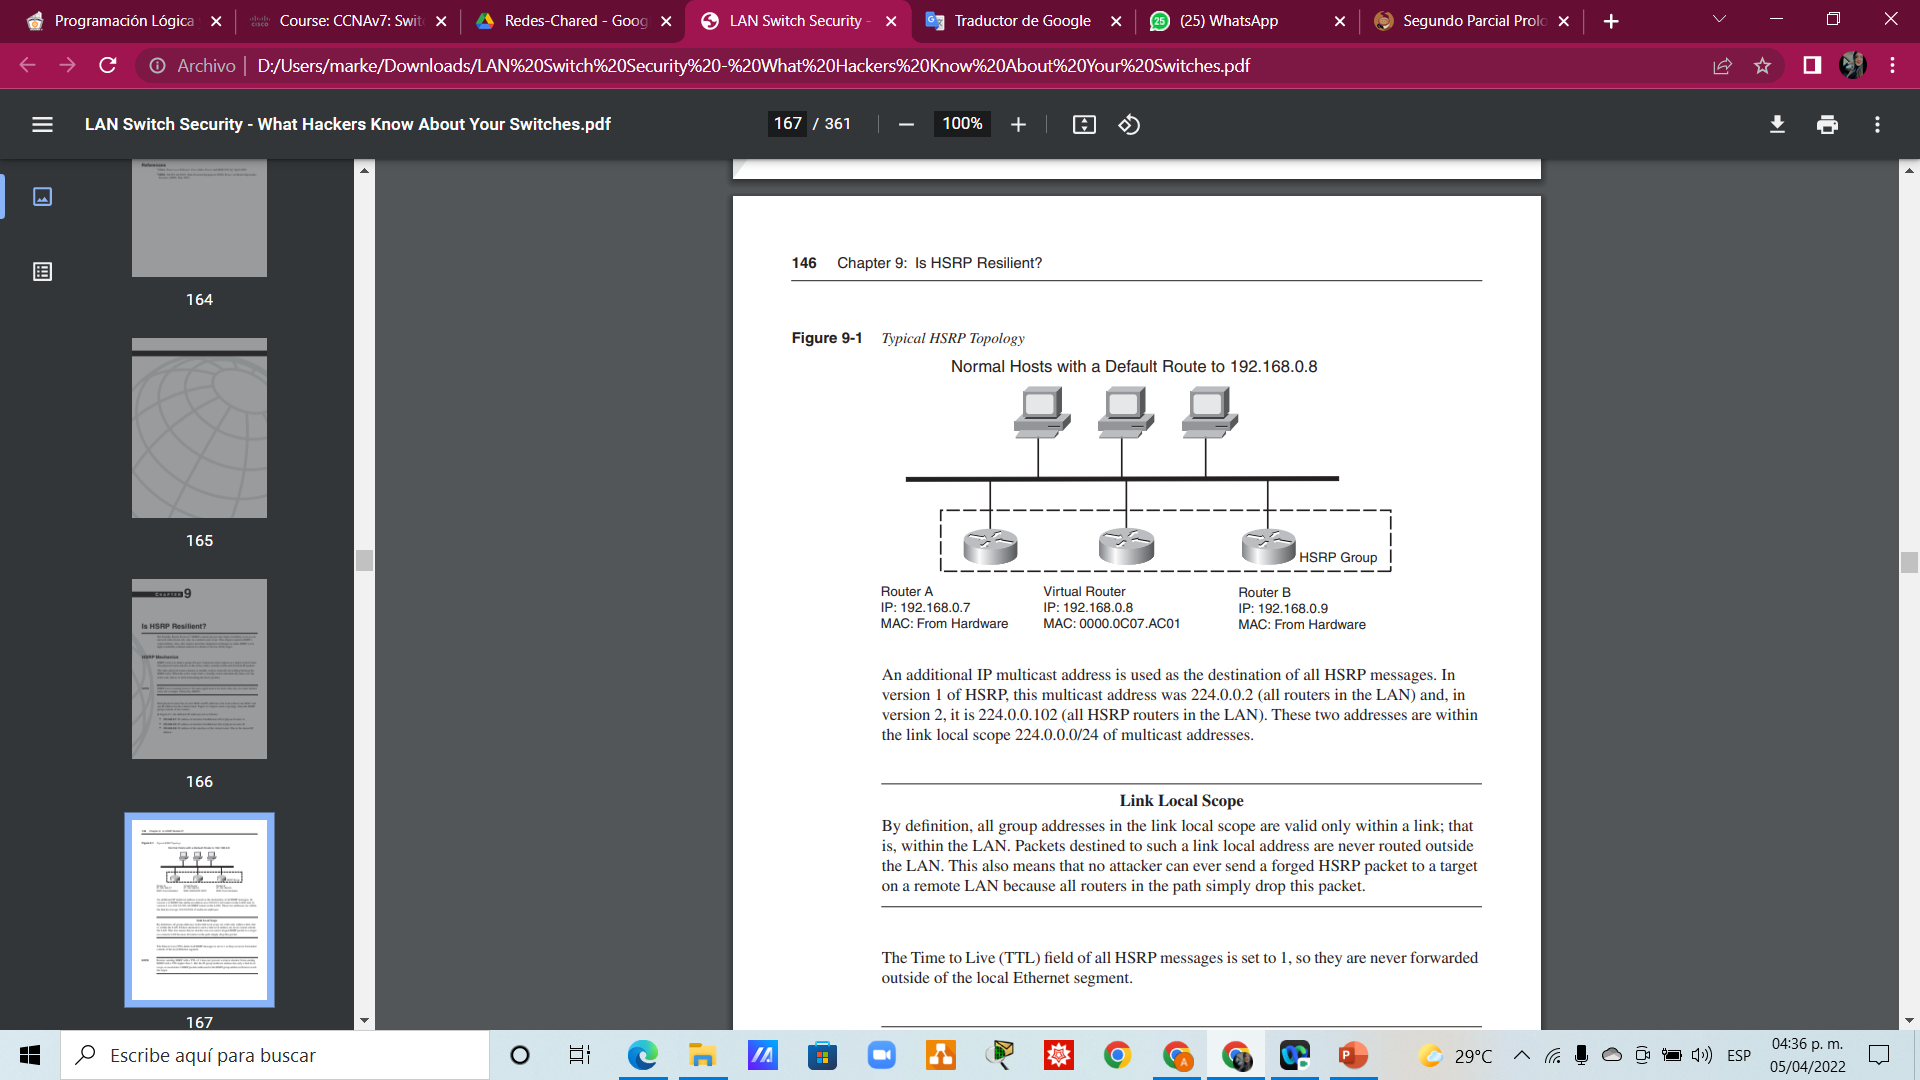 Programación Lógica
Course: CCNAv7: Swit
Redes-Chared - Goog
LAN Switch Security -
Traductor de Google
25
(25) WhatsApp
Segundo Parcial Prolo
Archivo
D:/Users/marke/Downloads/LAN%20Switch%20Security%20-%20What%20Hackers%20Know%20About%20Your%20Switches.pdf
LAN Switch Security - What Hackers Know About Your Switches.pdf
167 / 361
100%
164
165
CHAPTER 9
Is HSRP Resilient?
166
167
146 Chapter 9: Is HSRP Resilient?
Figure 9-1 Typical HSRP Topology
Normal Hosts with a Default Route to 192.168.0.8
HSRP Group
Router A
IP: 192.168.0.7
MAC: From Hardware
Virtual Router
IP: 192.168.0.8
MAC: 0000.0C07.AC01
Router B
IP: 192.168.0.9
MAC: From Hardware
An additional IP multicast address is used as the destination of all HSRP messages. In
version 1 of HSRP, this multicast address was 224.0.0.2 (all routers in the LAN) and, in
version 2, it is 224.0.0.102 (all HSRP routers in the LAN). These two addresses are within
the link local scope 224.0.0.0/24 of multicast addresses.
Link Local Scope
By definition, all group addresses in the link local scope are valid only within a link; that
is, within the LAN. Packets destined to such a link local address are never routed outside
the LAN. This also means that no attacker can ever send a forged HSRP packet to a target
on a remote LAN because all routers in the path simply drop this packet.
The Time to Live (TTL) field of all HSRP messages is set to 1, so they are never forwarded
outside of the local Ethernet segment.
Escribe aquí para buscar
29°C
ESP
04:36 p. m.
05/04/2022